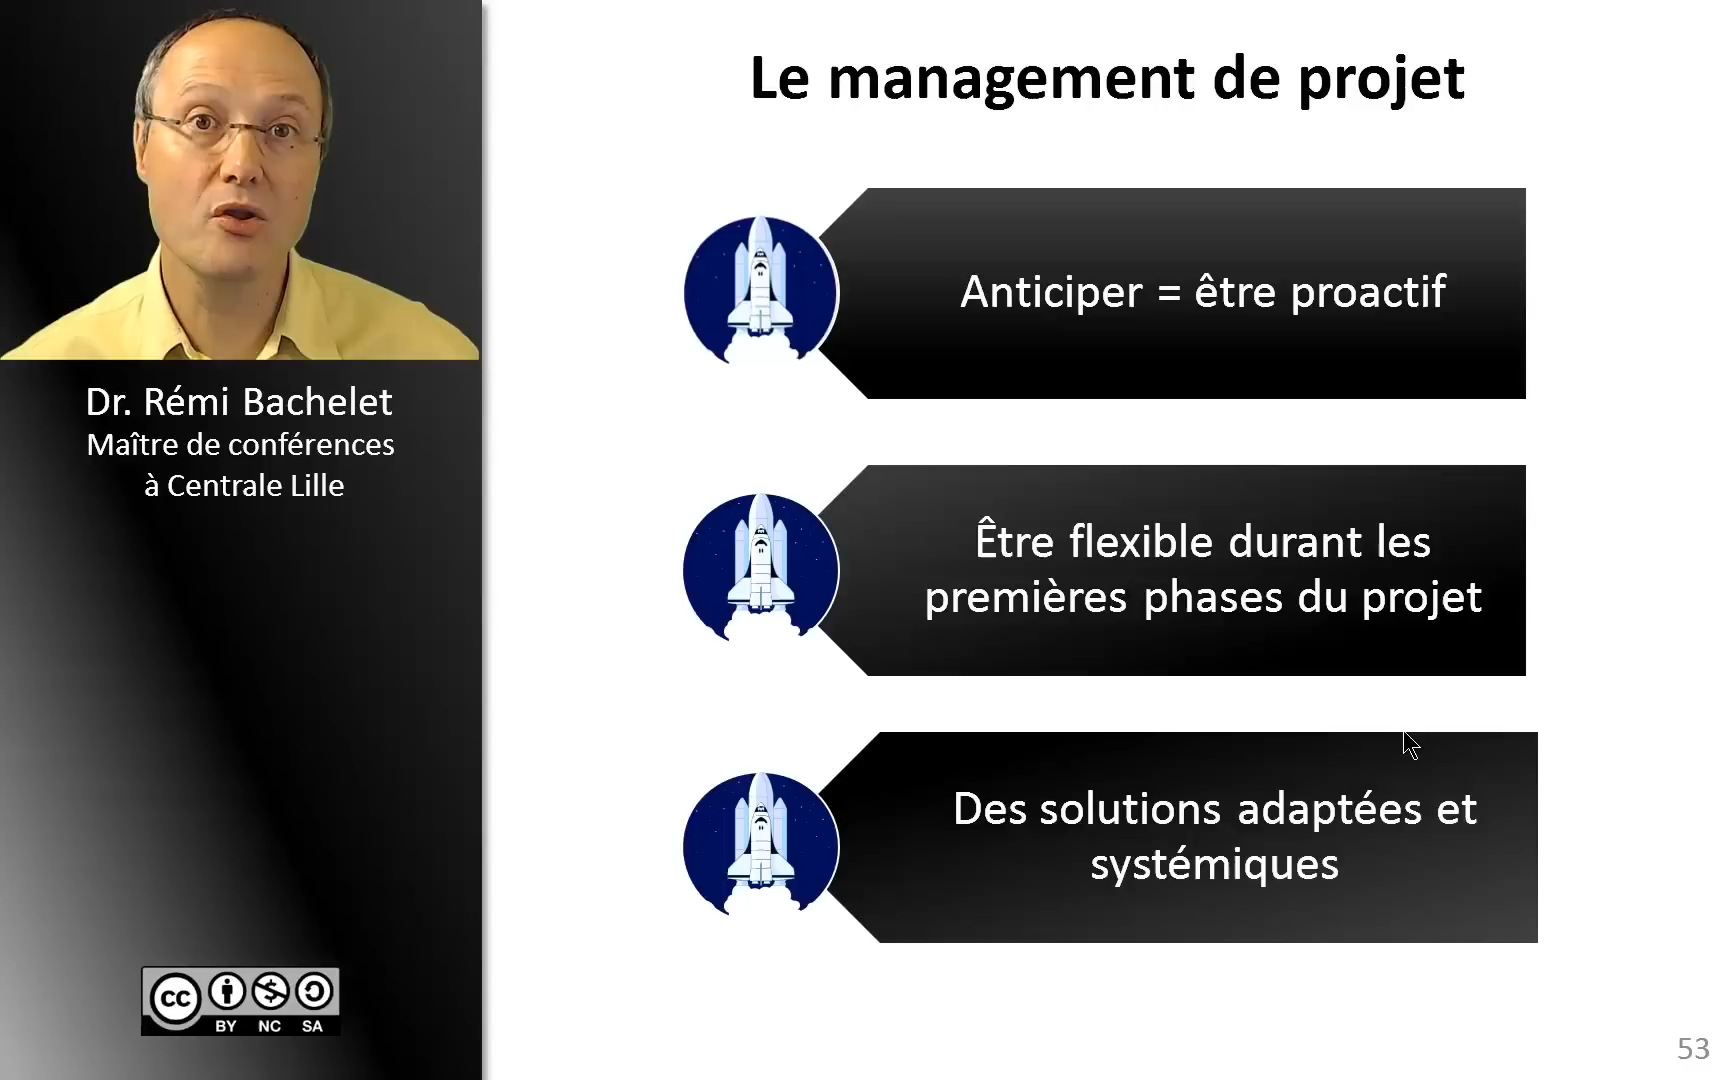 Le management de projet
Anticiper = être proactif
Être flexible durant les
premières phases du projet
Des solutions adaptées et
systémiques
Dr. Rémi Bachelet
Maître de conférences
à Centrale Lille
cc
BY NC SA
53